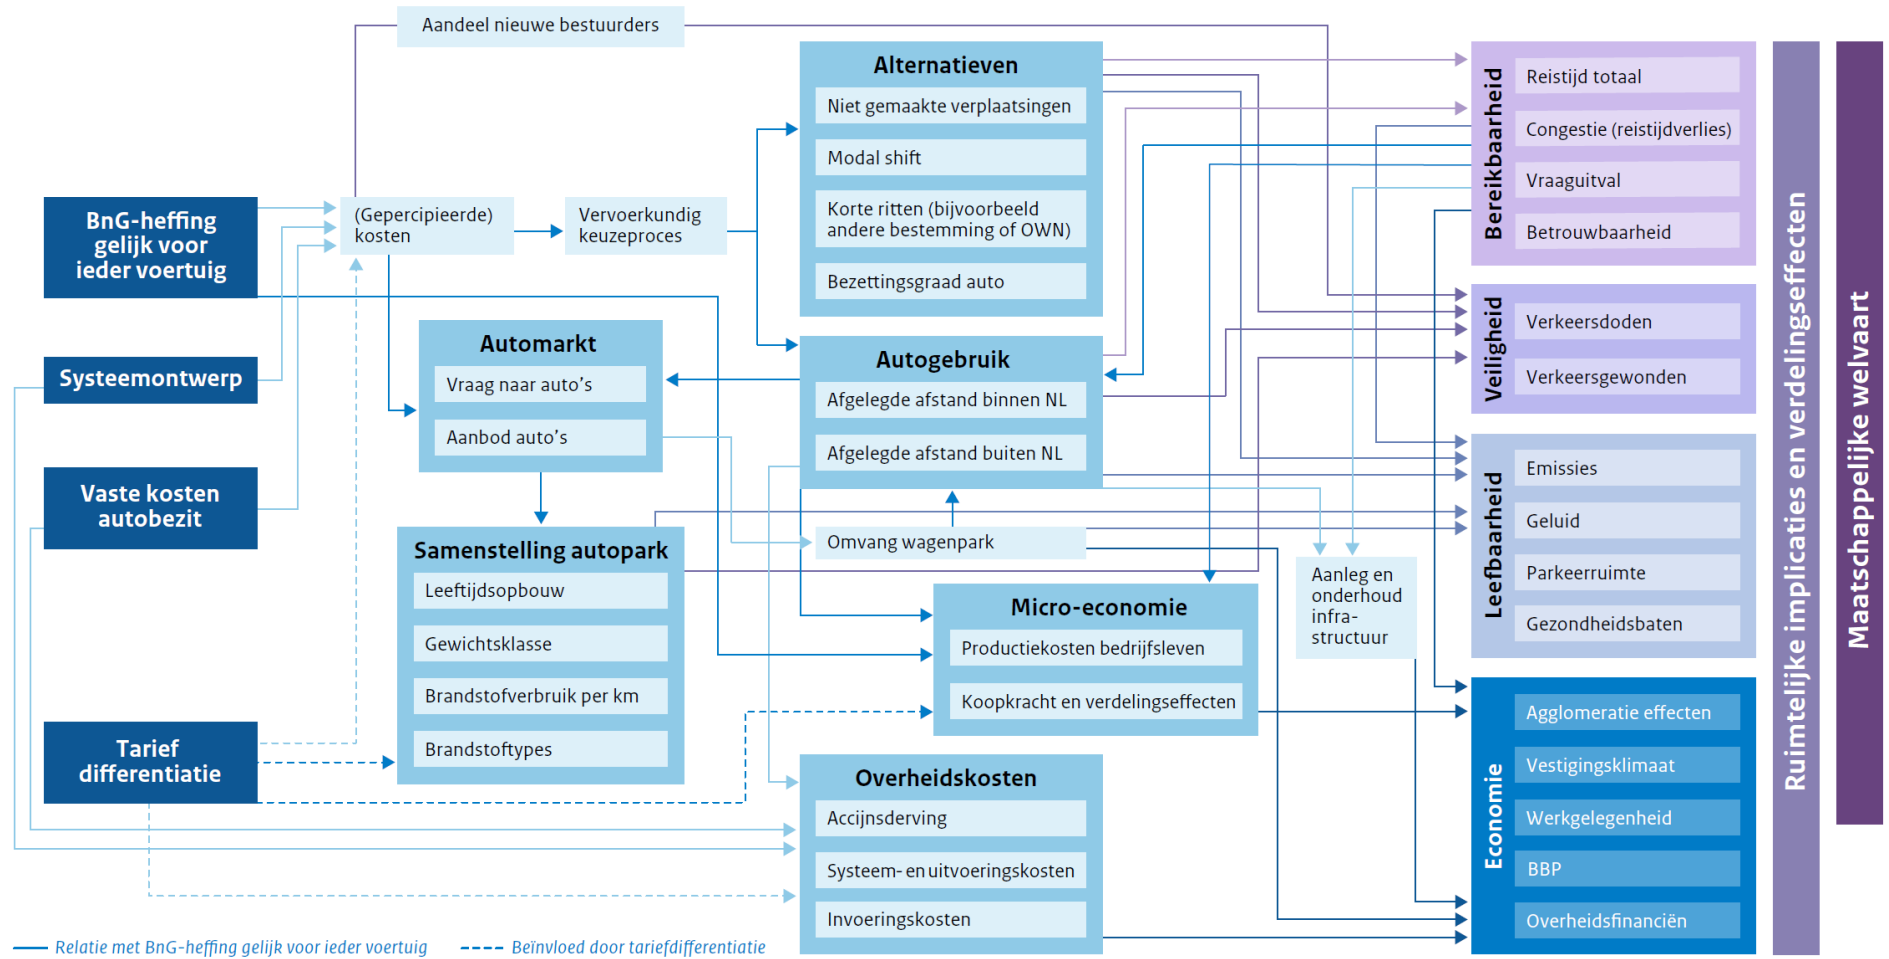 Aandeel nieuwe bestuurders
BnG-heffing
gelijk voor
ieder voertuig
Systeemontwerp
Vaste kosten
autobezit
Tarief
differentiatie
(Gepercipieerde)
kosten
Vervoerkundig
keuzeproces
Automarkt
Vraag naar auto’s
Aanbod auto’s
Samenstelling autopark
Leeftijdsopbouw
Gewichtsklasse
Brandstofverbruik per km
Brandstoftypes
Alternatieven
Niet gemaakte verplaatsingen
Modal shift
Korte ritten (bijvoorbeeld
andere bestemming of OWN)
Bezettingsgraad auto
Autogebruik
Afgelegde afstand binnen NL
Afgelegde afstand buiten NL
Omvang wagenpark
Micro-economie
Productiekosten bedrijfsleven
Koopkracht en verdelingseffecten
Overheidskosten
Accijnsderving
Systeem- en uitvoeringskosten
Invoeringskosten
Aanleg en
onderhoud
infra-
structuur
Bereikbaarheid
Reistijd totaal
Congestie (reistijdverlies)
Vraaguitval
Betrouwbaarheid
Veiligheid
Verkeersdoden
Verkeersgewonden
Leefbaarheid
Emissies
Geluid
Parkeerruimte
Gezondheidsbaten
Economie
Agglomeratie effecten
Vestigingsklimaat
Werkgelegenheid
BBP
Overheidsfinanciën
Ruimtelijke implicaties en verdelingseffecten
Maatschappelijke welvaart
Relatie met BnG-heffing gelijk voor ieder voertuig
Beïnvloed door tariefdifferentiatie